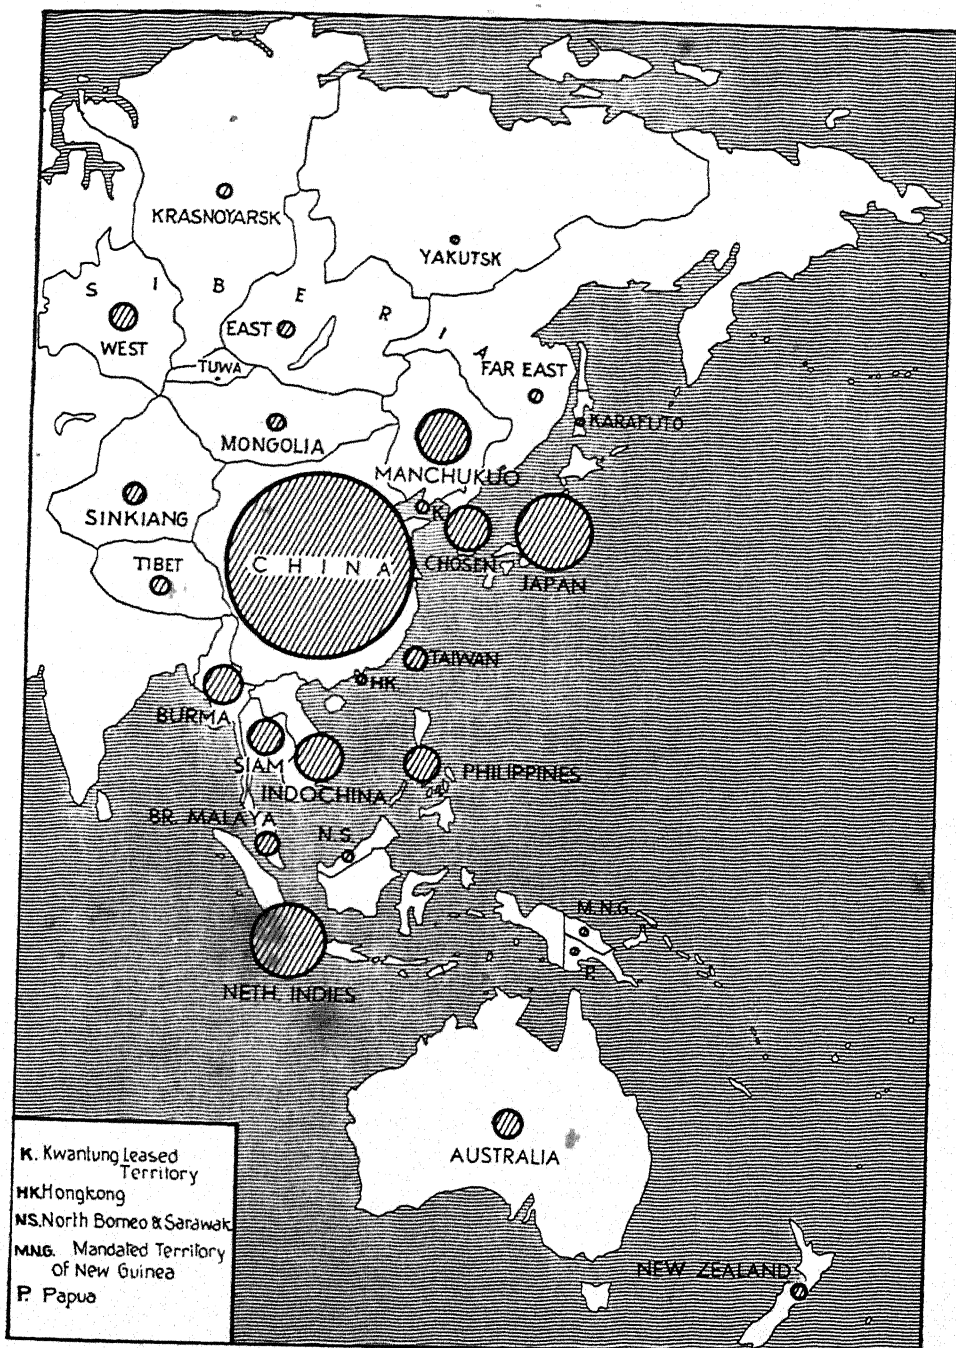 KRASNOYARSK
YAKUTSK
S I B E R I A
EAST
WEST
FAR EAST
TUWA
KARAFUTO
MONGOLIA
MANCHUKUO
SINKIANG
K.
TIBET
CHINA
CHOSEN
JAPAN
TAIWAN
HK
BURMA
SIAM
PHILIPPINES
INDOCHINA
BR. MALAYA
N.S.
M.N.G.
P.
NETH. INDIES
AUSTRALIA
NEW ZEALAND
K. Kwantung Leased
Territory
HK Hongkong
NS. North Borneo & Sarawak
M.N.G. Mandated Territory
of New Guinea
P. Papua